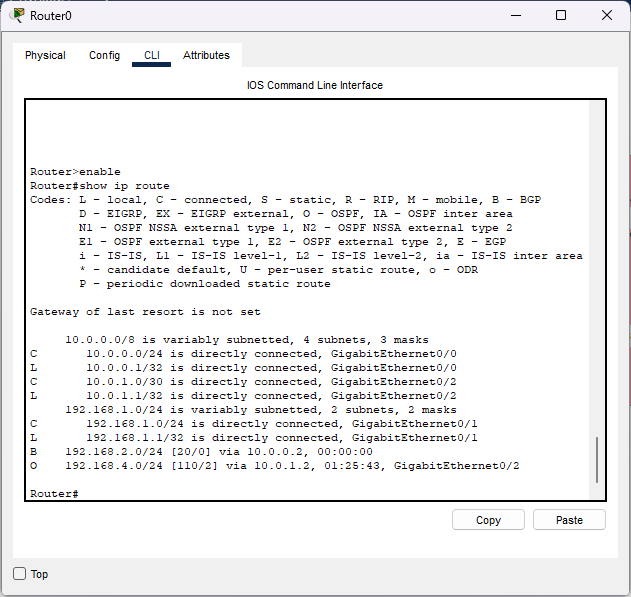 Router0
Physical Config CLI Attributes
IOS Command Line Interface
Router>enable
Router#show ip route
Codes: L - local, C - connected, S - static, R - RIP, M - mobile, B - BGP
D - EIGRP, EX - EIGRP external, O - OSPF, IA - OSPF inter area
N1 - OSPF NSSA external type 1, N2 - OSPF NSSA external type 2
E1 - OSPF external type 1, E2 - OSPF external type 2, E - EGP
i - IS-IS, L1 - IS-IS level-1, L2 - IS-IS level-2, ia - IS-IS inter area
* - candidate default, U - per-user static route, o - ODR
P - periodic downloaded static route
Gateway of last resort is not set
10.0.0.0/8 is variably subnetted, 4 subnets, 3 masks
C 10.0.0.0/24 is directly connected, GigabitEthernet0/0
L 10.0.0.1/32 is directly connected, GigabitEthernet0/0
C 10.0.1.0/30 is directly connected, GigabitEthernet0/2
L 10.0.1.1/32 is directly connected, GigabitEthernet0/2
192.168.1.0/24 is variably subnetted, 2 subnets, 2 masks
C 192.168.1.0/24 is directly connected, GigabitEthernet0/1
L 192.168.1.1/32 is directly connected, GigabitEthernet0/1
B 192.168.2.0/24 [20/0] via 10.0.0.2, 00:00:00
O 192.168.4.0/24 [110/2] via 10.0.1.2, 01:25:43, GigabitEthernet0/2
Router#
Copy Paste
Top